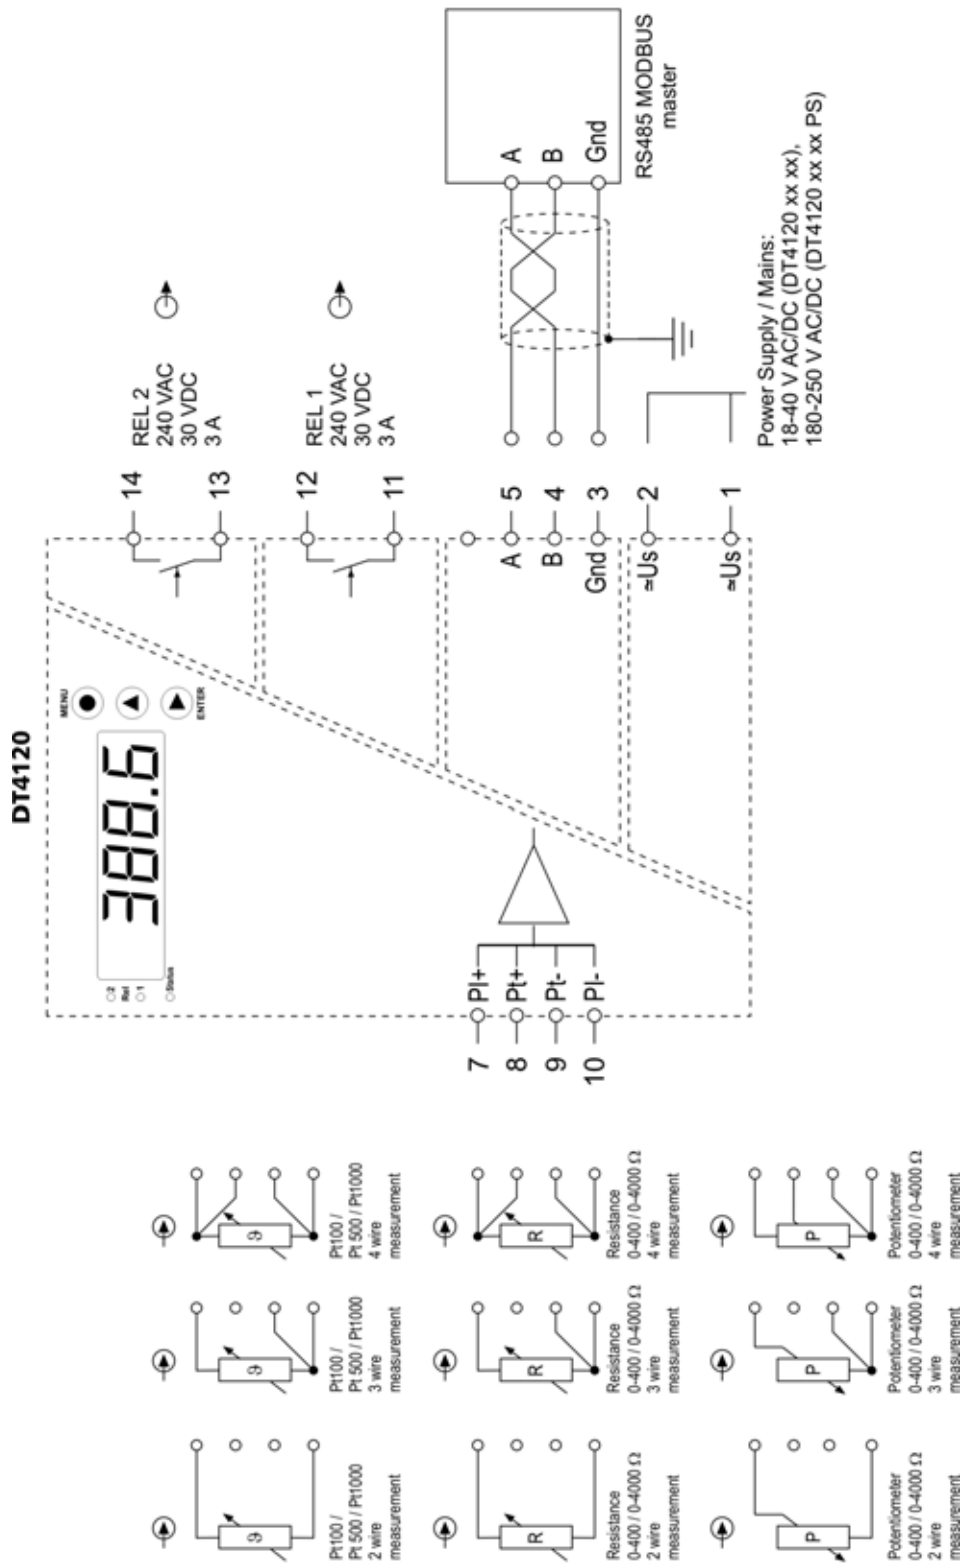 DT4120
388.6
MENU
ENTER
2
Rel
1
Status
14
13
REL 2
240 VAC
30 VDC
3 A
12
11
REL 1
240 VAC
30 VDC
3 A
A
B
Gnd
RS485 MODBUS
master
A
B
Gnd
5
4
3
≂Us
≂Us
2
1
Power Supply / Mains:
18-40 V AC/DC (DT4120 xx xx),
180-250 V AC/DC (DT4120 xx xx PS)
7
PI+
8
Pt+
9
Pt-
10
PI-
ϑ
Pt100 /
Pt 500 / Pt1000
2 wire
measurement
ϑ
Pt100 /
Pt 500 / Pt1000
3 wire
measurement
ϑ
Pt100 /
Pt 500 / Pt1000
4 wire
measurement
R
Resistance
0-400 / 0-4000 Ω
2 wire
measurement
R
Resistance
0-400 / 0-4000 Ω
3 wire
measurement
R
Resistance
0-400 / 0-4000 Ω
4 wire
measurement
P
Potentiometer
0-400 / 0-4000 Ω
2 wire
measurement
P
Potentiometer
0-400 / 0-4000 Ω
3 wire
measurement
P
Potentiometer
0-400 / 0-4000 Ω
4 wire
measurement